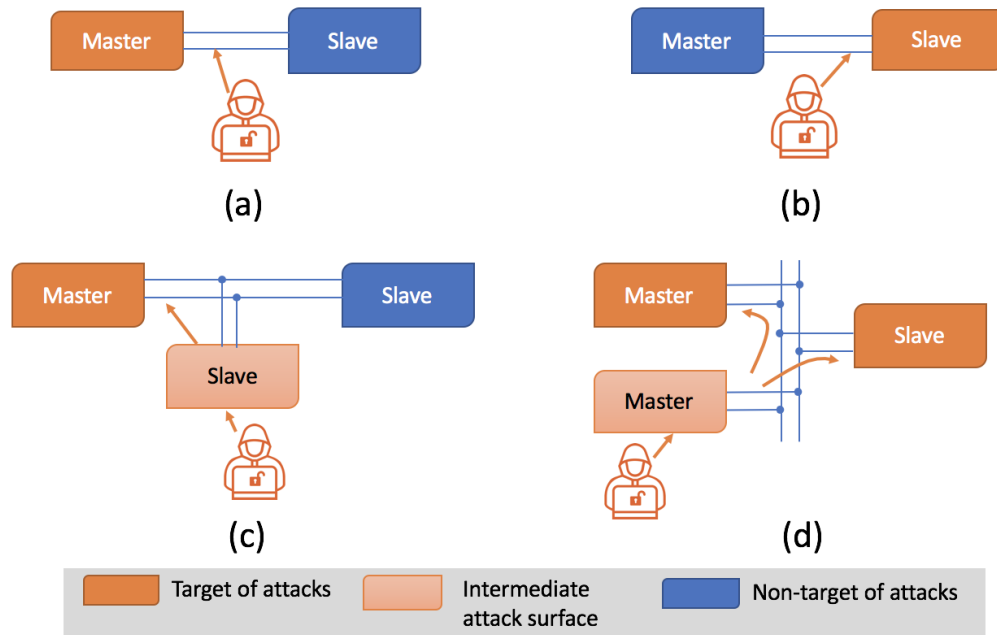 Master
Slave
Master
Slave
(a)
(b)
Master
Slave
Slave
Master
Slave
Master
(c)
(d)
Target of attacks
Intermediate
attack surface
Non-target of attacks